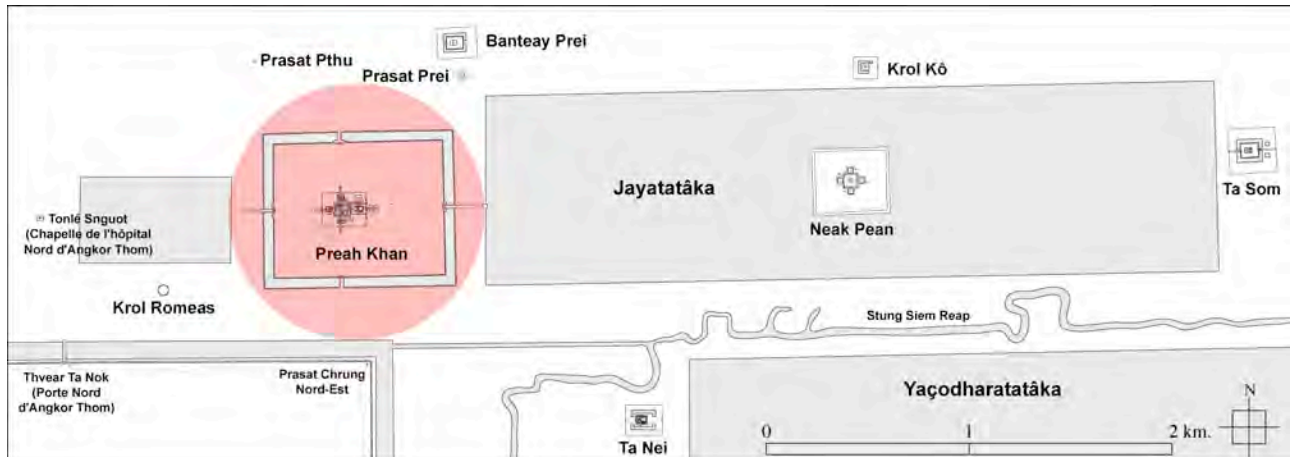 Banteay Prei
Prasat Pthu
Prasat Prei
Krol Kô
Jayatatâka
Ta Som
Tonlé Snguot
(Chapelle de l'hôpital
Nord d'Angkor Thom)
Neak Pean
Preah Khan
Krol Romeas
Stung Siem Reap
Thvear Ta Nok
(Porte Nord
d'Angkor Thom)
Prasat Chrung
Nord-Est
Yaçodharatatâka
N
Ta Nei
0 1 2 km.